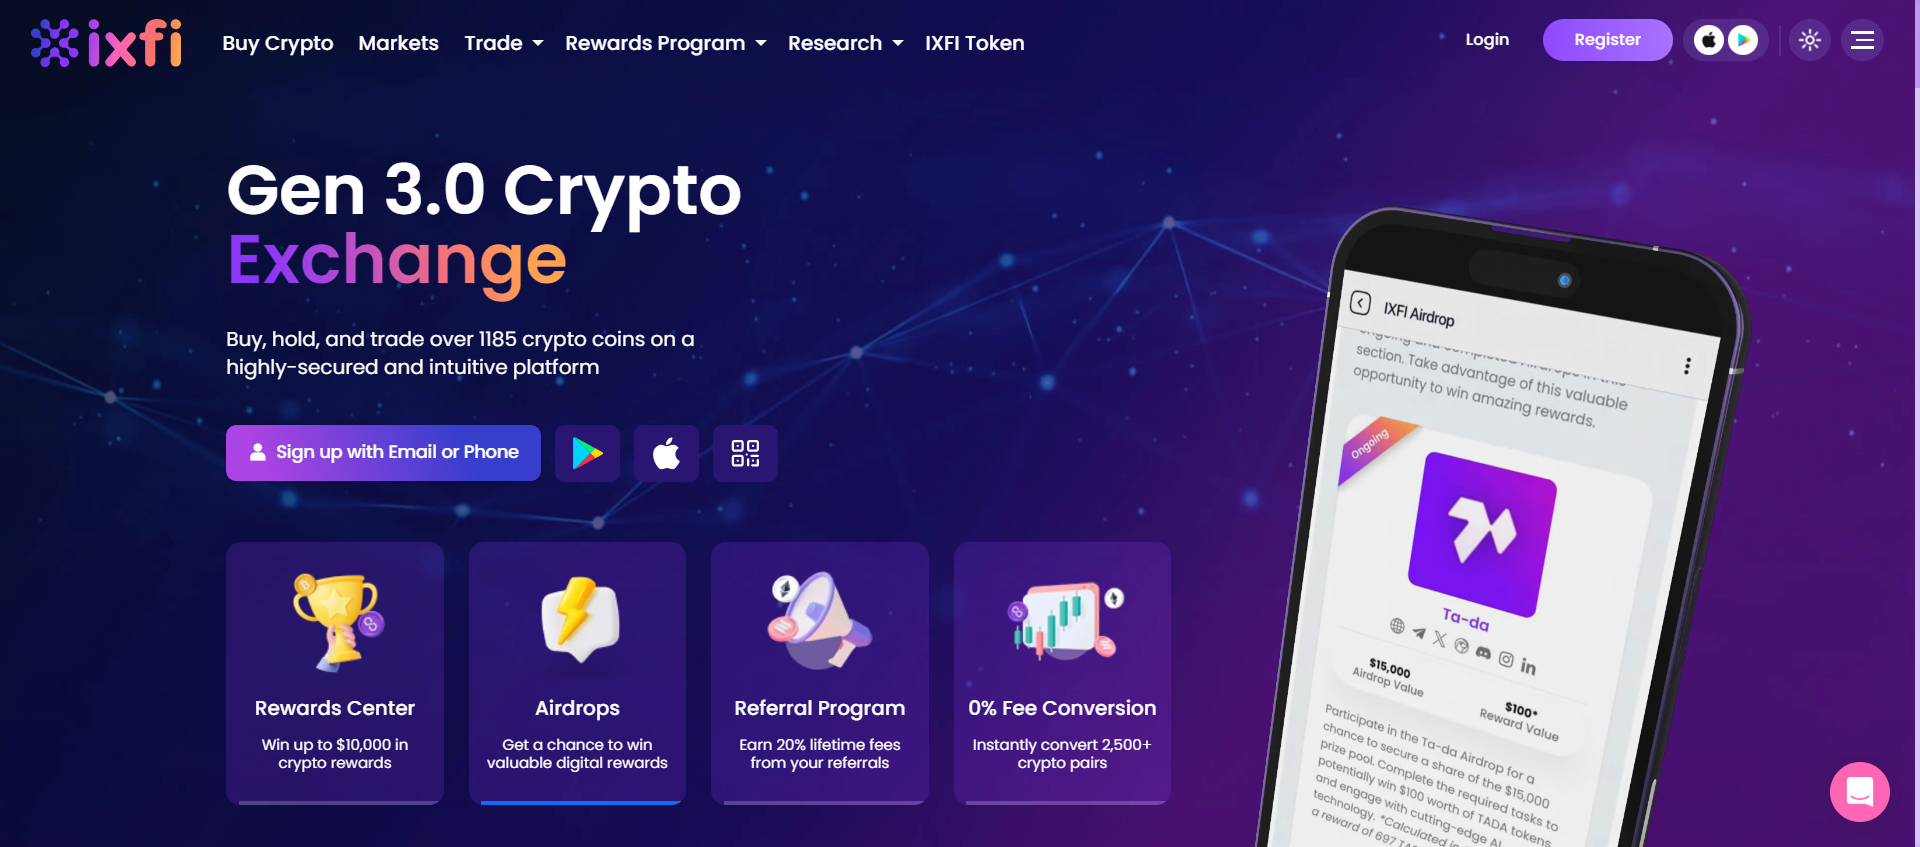 ixfi
Buy Crypto
Markets
Trade
Rewards Program
Research
IXFI Token
Login
Register
Gen 3.0 Crypto
Exchange
Buy, hold, and trade over 1185 crypto coins on a
highly-secured and intuitive platform
Sign up with Email or Phone
Rewards Center
Win up to $10,000 in
crypto rewards
Airdrops
Get a chance to win
valuable digital rewards
Referral Program
Earn 20% lifetime fees
from your referrals
0% Fee Conversion
Instantly convert 2,500+
crypto pairs
IXFI Airdrop
ongoing and completed Airdrops in this
section. Take advantage of this valuable
opportunity to win amazing rewards.
Ongoing
Ta-da
$15,000
Airdrop Value
$100*
Reward Value
Participate in the Ta-da Airdrop for a
chance to secure a share of the $15,000
prize pool. Complete the required tasks to
potentially win $100 worth of TADA tokens
and engage with cutting-edge AI
technology. *Calculated in
a reward of 697